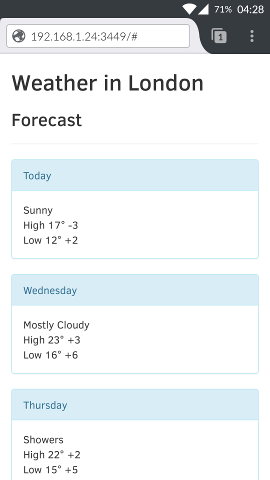 71% 04:28
192.168.1.24:3449/#
1
Weather in London
Forecast
Today
Sunny
High 17° -3
Low 12° +2
Wednesday
Mostly Cloudy
High 23° +3
Low 16° +6
Thursday
Showers
High 22° +2
Low 15° +5